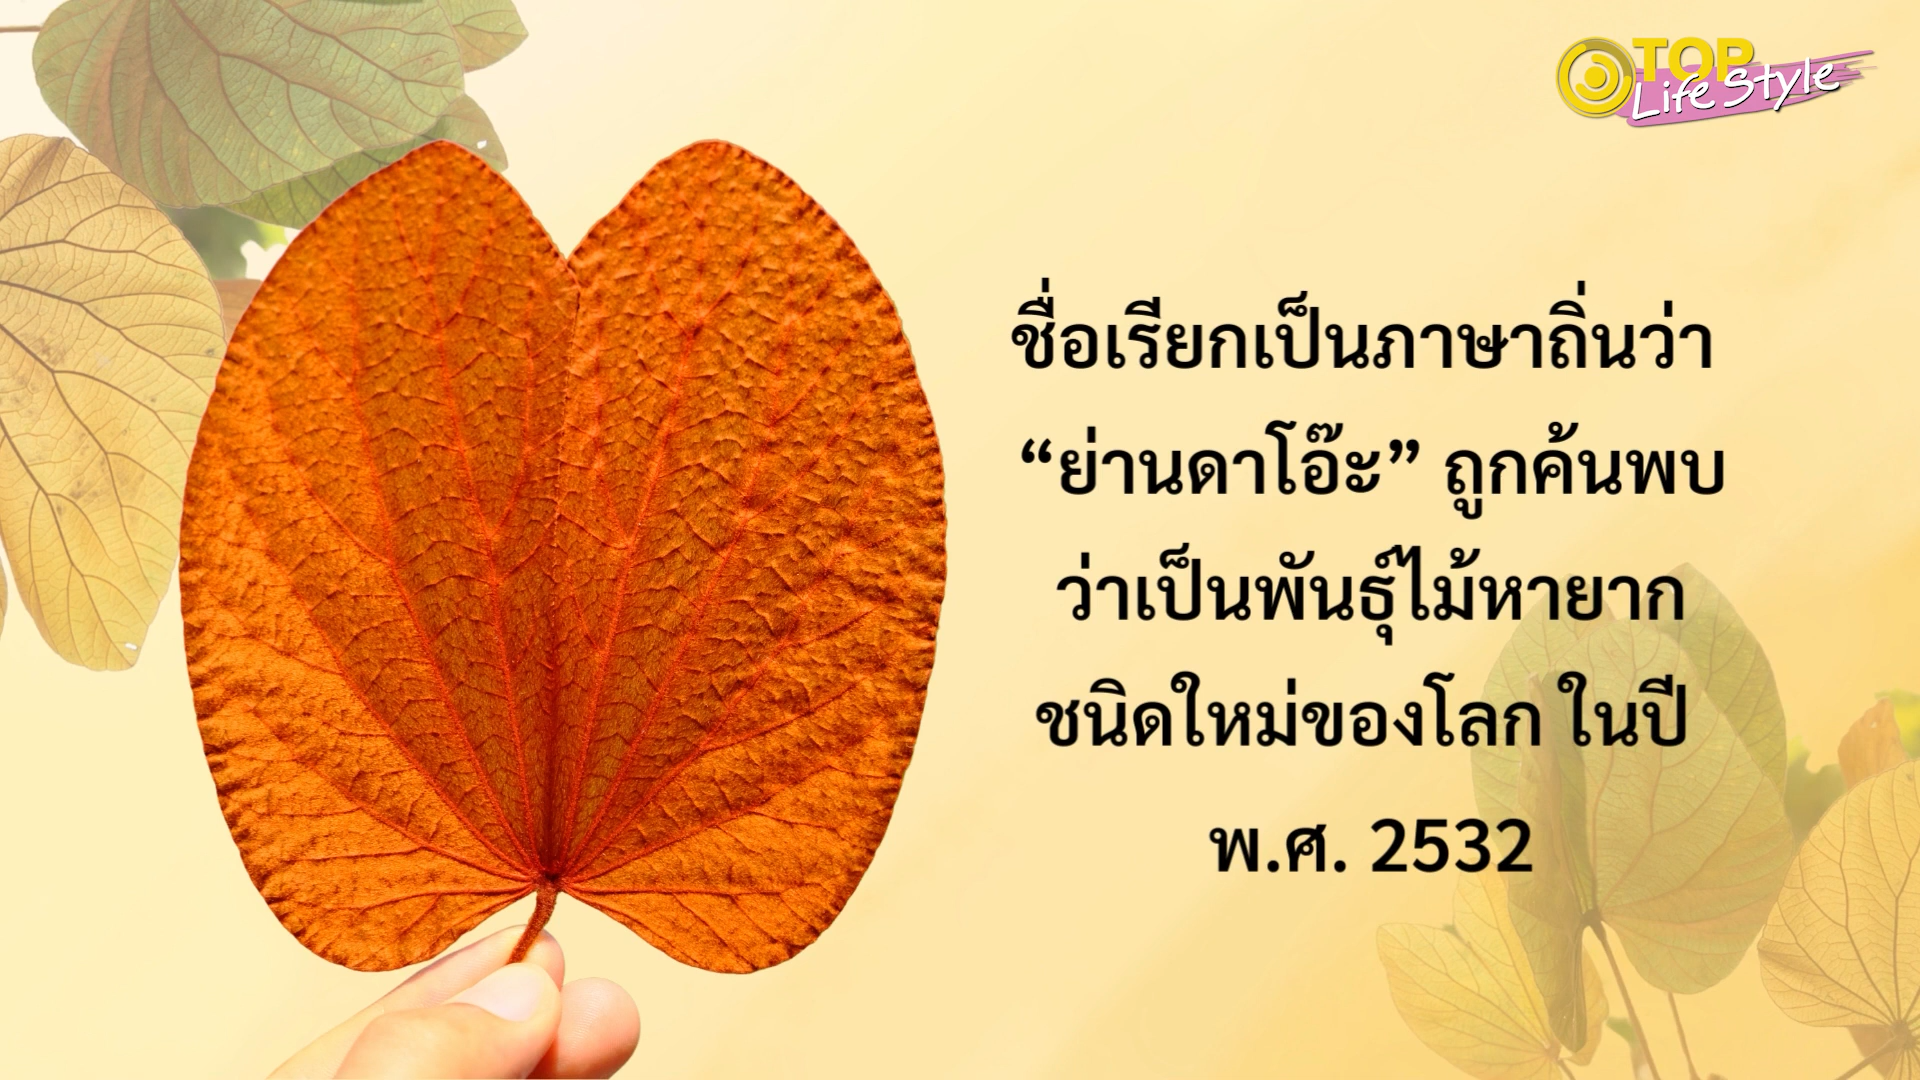 TOP
Life Style
ชื่อเรียกเป็นภาษาถิ่นว่า
“ย่านดาโอ๊ะ” ถูกค้นพบ
ว่าเป็นพันธุ์ไม้หายาก
ชนิดใหม่ของโลก ในปี
พ.ศ. 2532